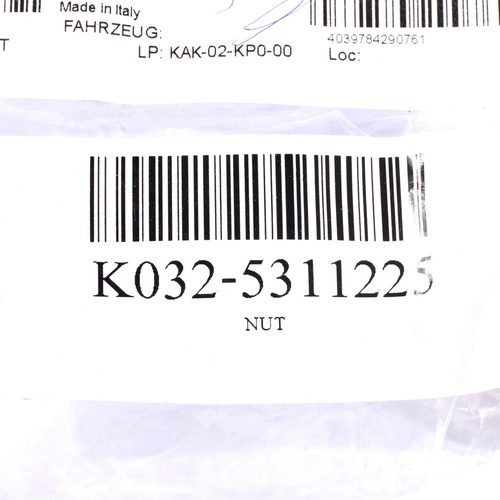 Made in Italy
FAHRZEUG:
T
LP: KAK-02-KP0-00
4039784290761
Loc:
K032-5311225
NUT